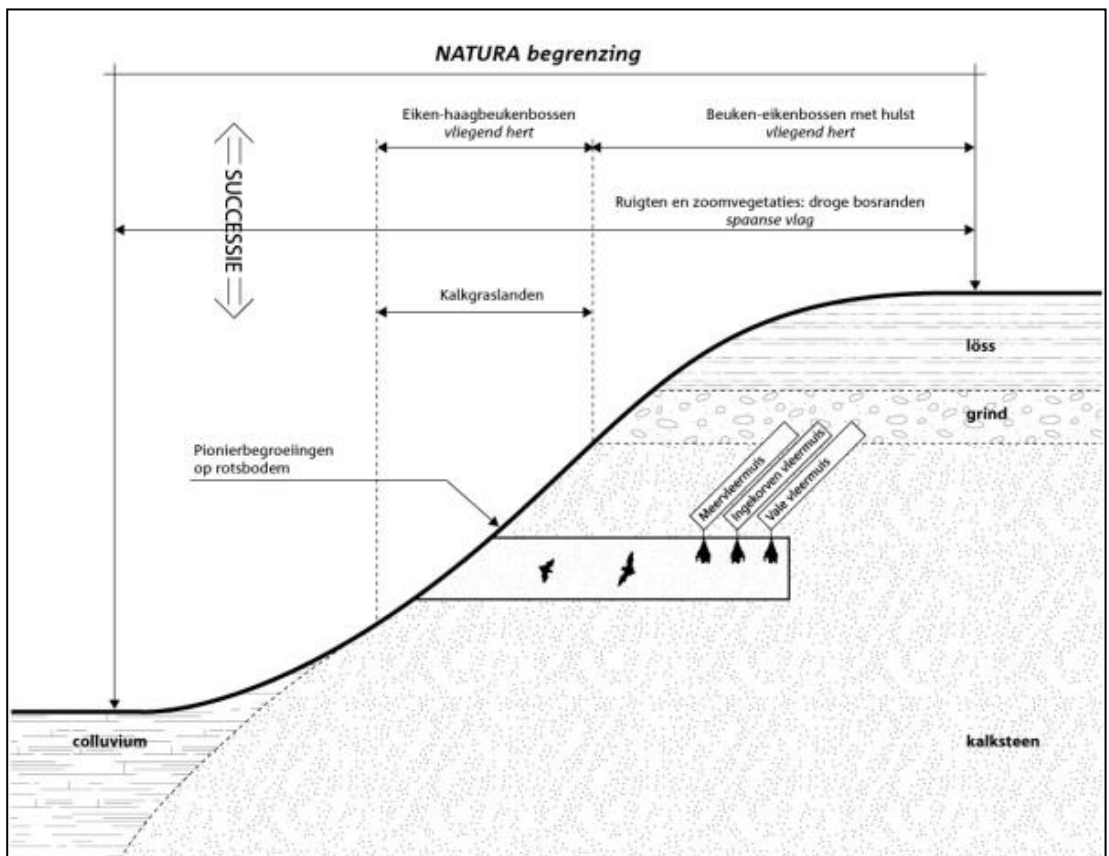 NATURA begrenzing
Eiken-haagbeukenbossen
vliegend hert
Beuken-eikenbossen met hulst
vliegend hert
SUCCESSIE
Ruigten en zoomvegetaties: droge bosranden
spaanse vlag
Kalkgraslanden
löss
grind
Pionierbegroeiingen
op rotsbodem
Meervleermuis
Ingekorven vleermuis
Vale vleermuis
colluvium
kalksteen